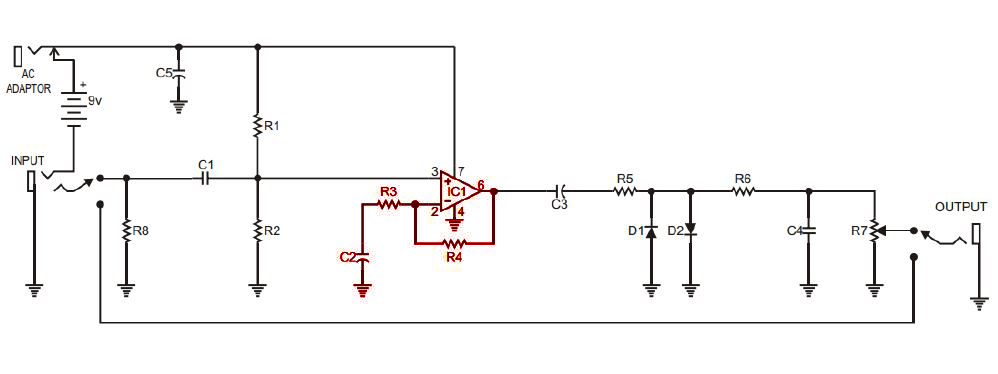 AC
ADAPTOR
+
9v
C5
R1
INPUT
C1
R8
R2
3
7
+
IC1
6
-
2
4
R3
C2
R4
C3
R5
D1
D2
R6
C4
R7
OUTPUT